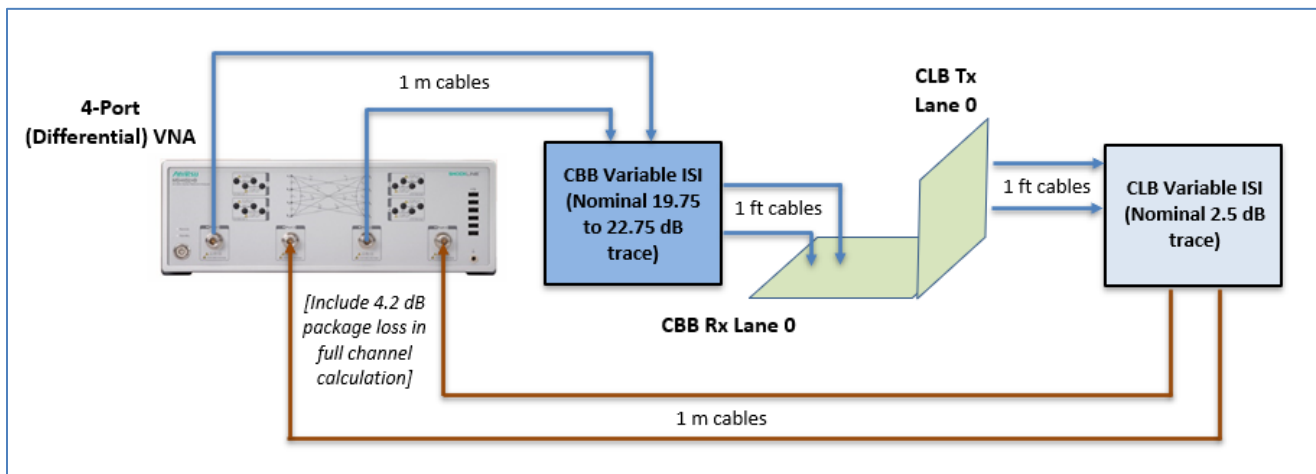 1 m cables
4-Port
(Differential) VNA
CLB Tx
Lane 0
CBB Variable ISI
(Nominal 19.75
to 22.75 dB
trace)
1 ft cables
1 ft cables
CLB Variable ISI
(Nominal 2.5 dB
trace)
[Include 4.2 dB
package loss in
full channel
calculation]
CBB Rx Lane 0
1 m cables